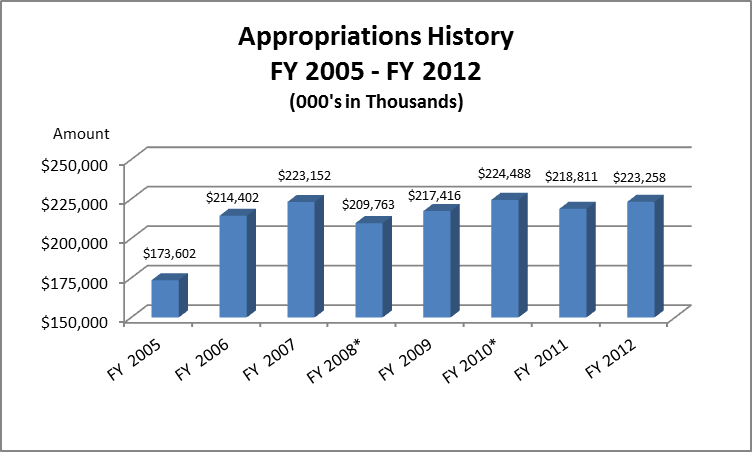 Appropriations History
FY 2005 - FY 2012
(000's in Thousands)
Amount
$250,000
$225,000
$200,000
$175,000
$150,000
$173,602
$214,402
$223,152
$209,763
$217,416
$224,488
$218,811
$223,258
FY 2005
FY 2006
FY 2007
FY 2008*
FY 2009
FY 2010*
FY 2011
FY 2012